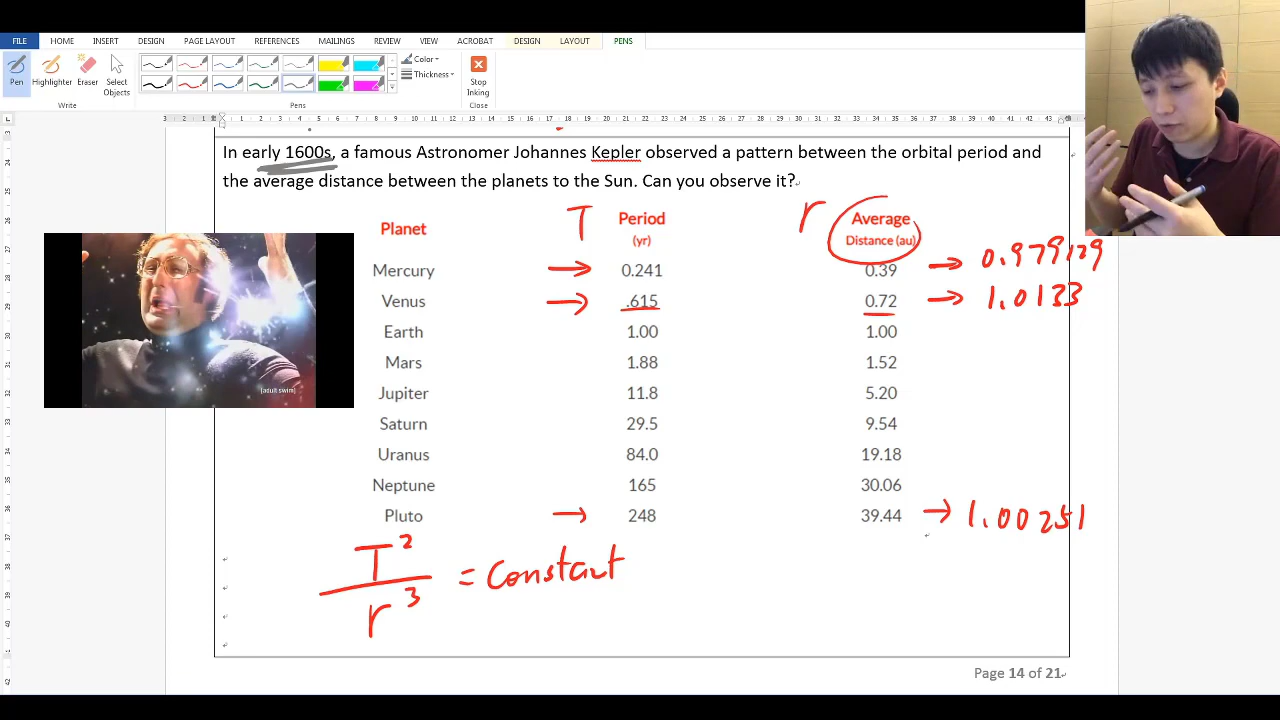 FILE HOME INSERT DESIGN PAGE LAYOUT REFERENCES MAILINGS REVIEW VIEW ACROBAT DESIGN LAYOUT PENS
Pen Highlighter Eraser Select Objects Color Thickness Stop Inking
Write Pens Close
In early 1600s, a famous Astronomer Johannes Kepler observed a pattern between the orbital period and
the average distance between the planets to the Sun. Can you observe it?
Planet T Period (yr) r Average Distance (au)
Mercury → 0.241 0.39 → 0.979129
Venus → .615 0.72 → 1.0133
Earth 1.00 1.00
Mars 1.88 1.52
Jupiter 11.8 5.20
Saturn 29.5 9.54
Uranus 84.0 19.18
Neptune 165 30.06
Pluto → 248 39.44 → 1.00251
T²/r³ = constant
[adult swim]
Page 14 of 21